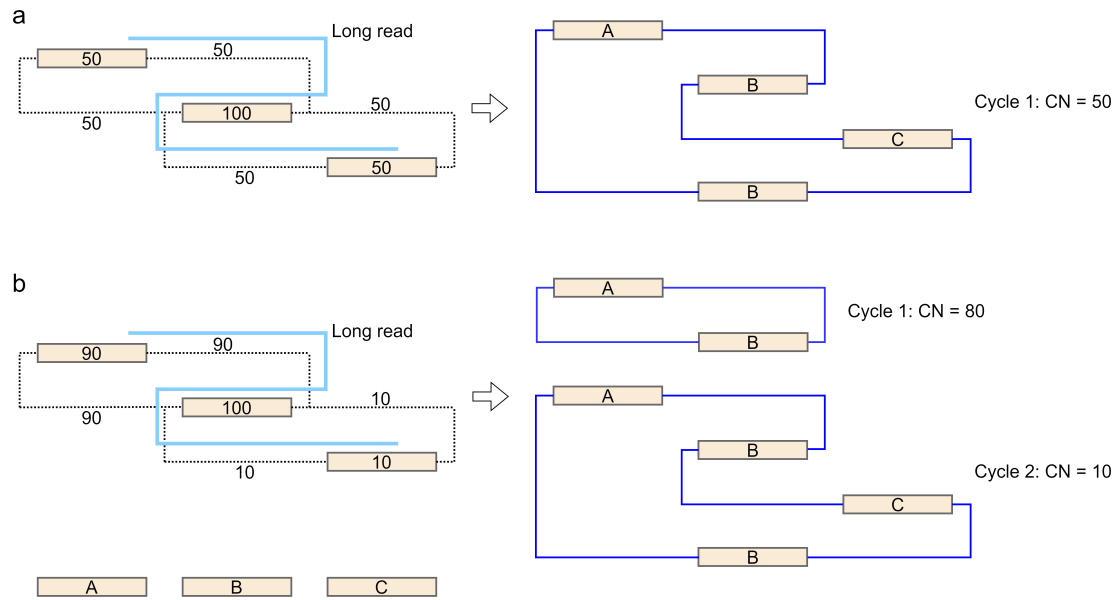 a
Long read
50
50
50
100
50
50
50
A
B
C
B
Cycle 1: CN = 50
b
Long read
90
90
90
100
10
10
10
A
B
Cycle 1: CN = 80
A
B
C
B
Cycle 2: CN = 10
A B C